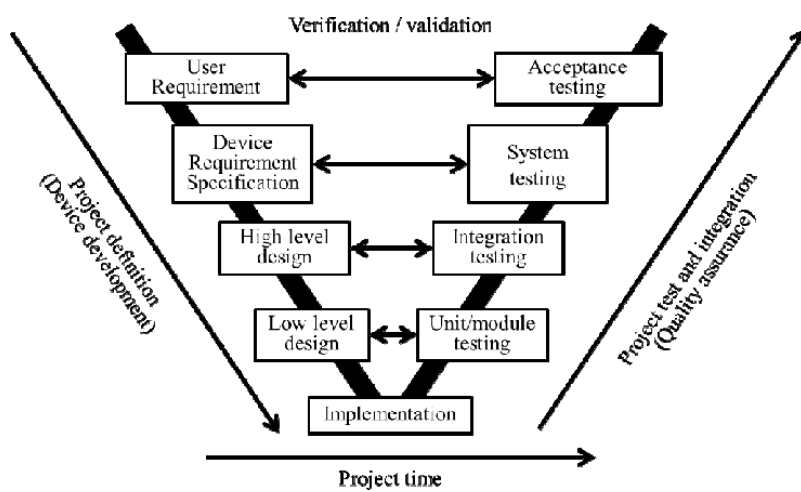 Verification / validation
User
Requirement
Acceptance
testing
Device
Requirement
Specification
System
testing
Project definition
(Device development)
High level
design
Integration
testing
Project test and integration
(Quality assurance)
Low level
design
Unit/module
testing
Implementation
Project time